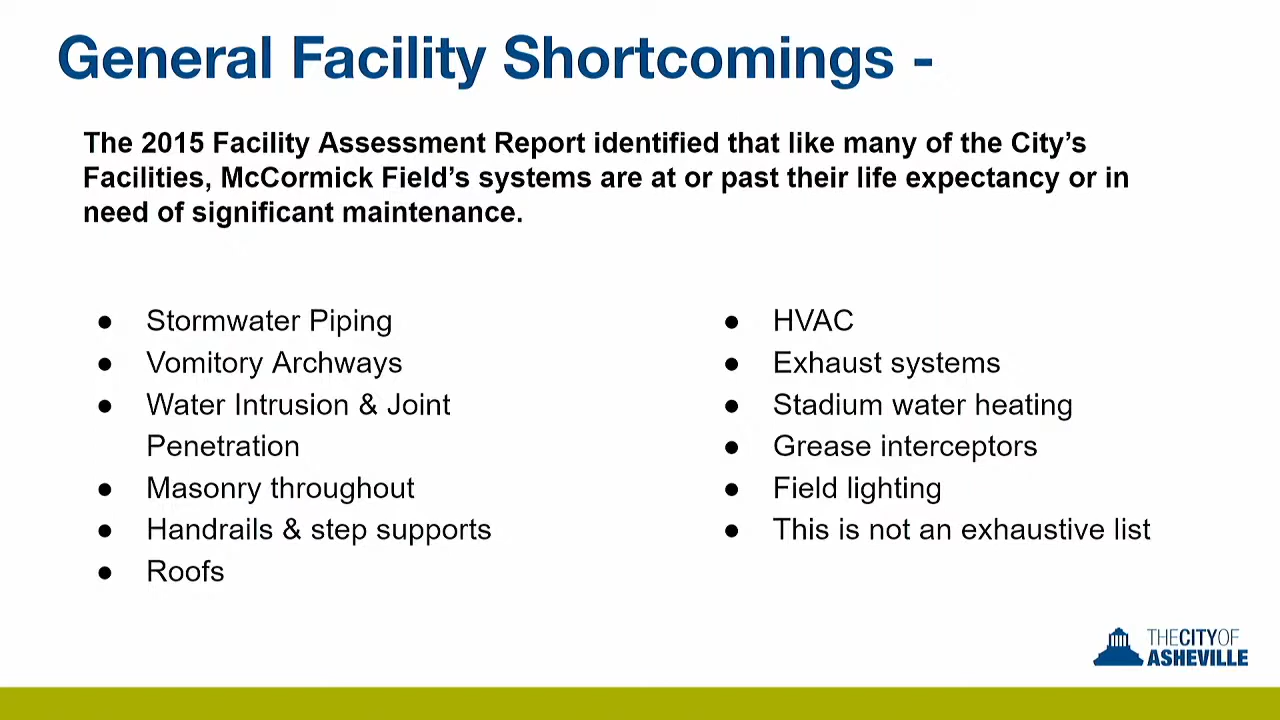 General Facility Shortcomings -
The 2015 Facility Assessment Report identified that like many of the City’s
Facilities, McCormick Field’s systems are at or past their life expectancy or in
need of significant maintenance.
● Stormwater Piping
● Vomitory Archways
● Water Intrusion & Joint
Penetration
● Masonry throughout
● Handrails & step supports
● Roofs
● HVAC
● Exhaust systems
● Stadium water heating
● Grease interceptors
● Field lighting
● This is not an exhaustive list
THE CITY OF
ASHEVILLE